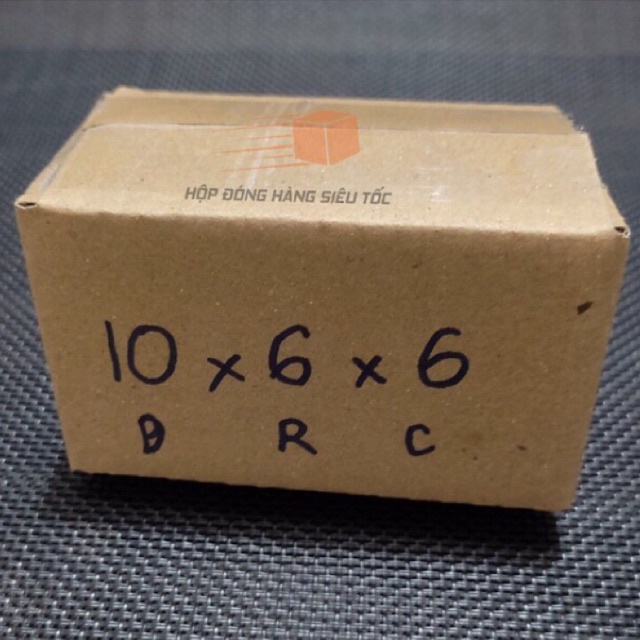 HỘP ĐÓNG HÀNG SIÊU TỐC
10 x 6 x 6
D R C